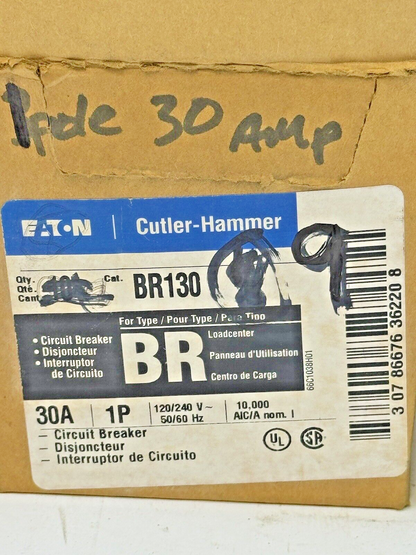 1pole 30 Amp
EATON | Cutler-Hammer
Qty. Cat.
Qte. BR130
Cant
9
For Type / Pour Type / Para Tipo
• Circuit Breaker
• Disjoncteur
• Interruptor
de Circuito
BR
Loadcenter
Panneau d'Utilisation
Centro de Carga
66C1038H01
30A 1P 120/240 V~ 50/60 Hz 10,000 AIC/A nom. I
– Circuit Breaker
– Disjoncteur
– Interruptor de Circuito
UL SA
3 07 86676 36220 8